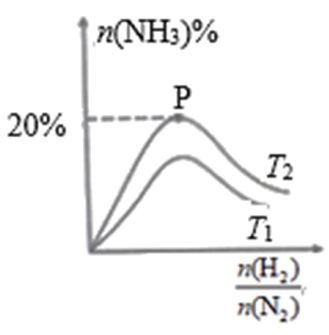 n(NH₃)%
P
20%
T₂
T₁
n(H₂)
n(N₂)